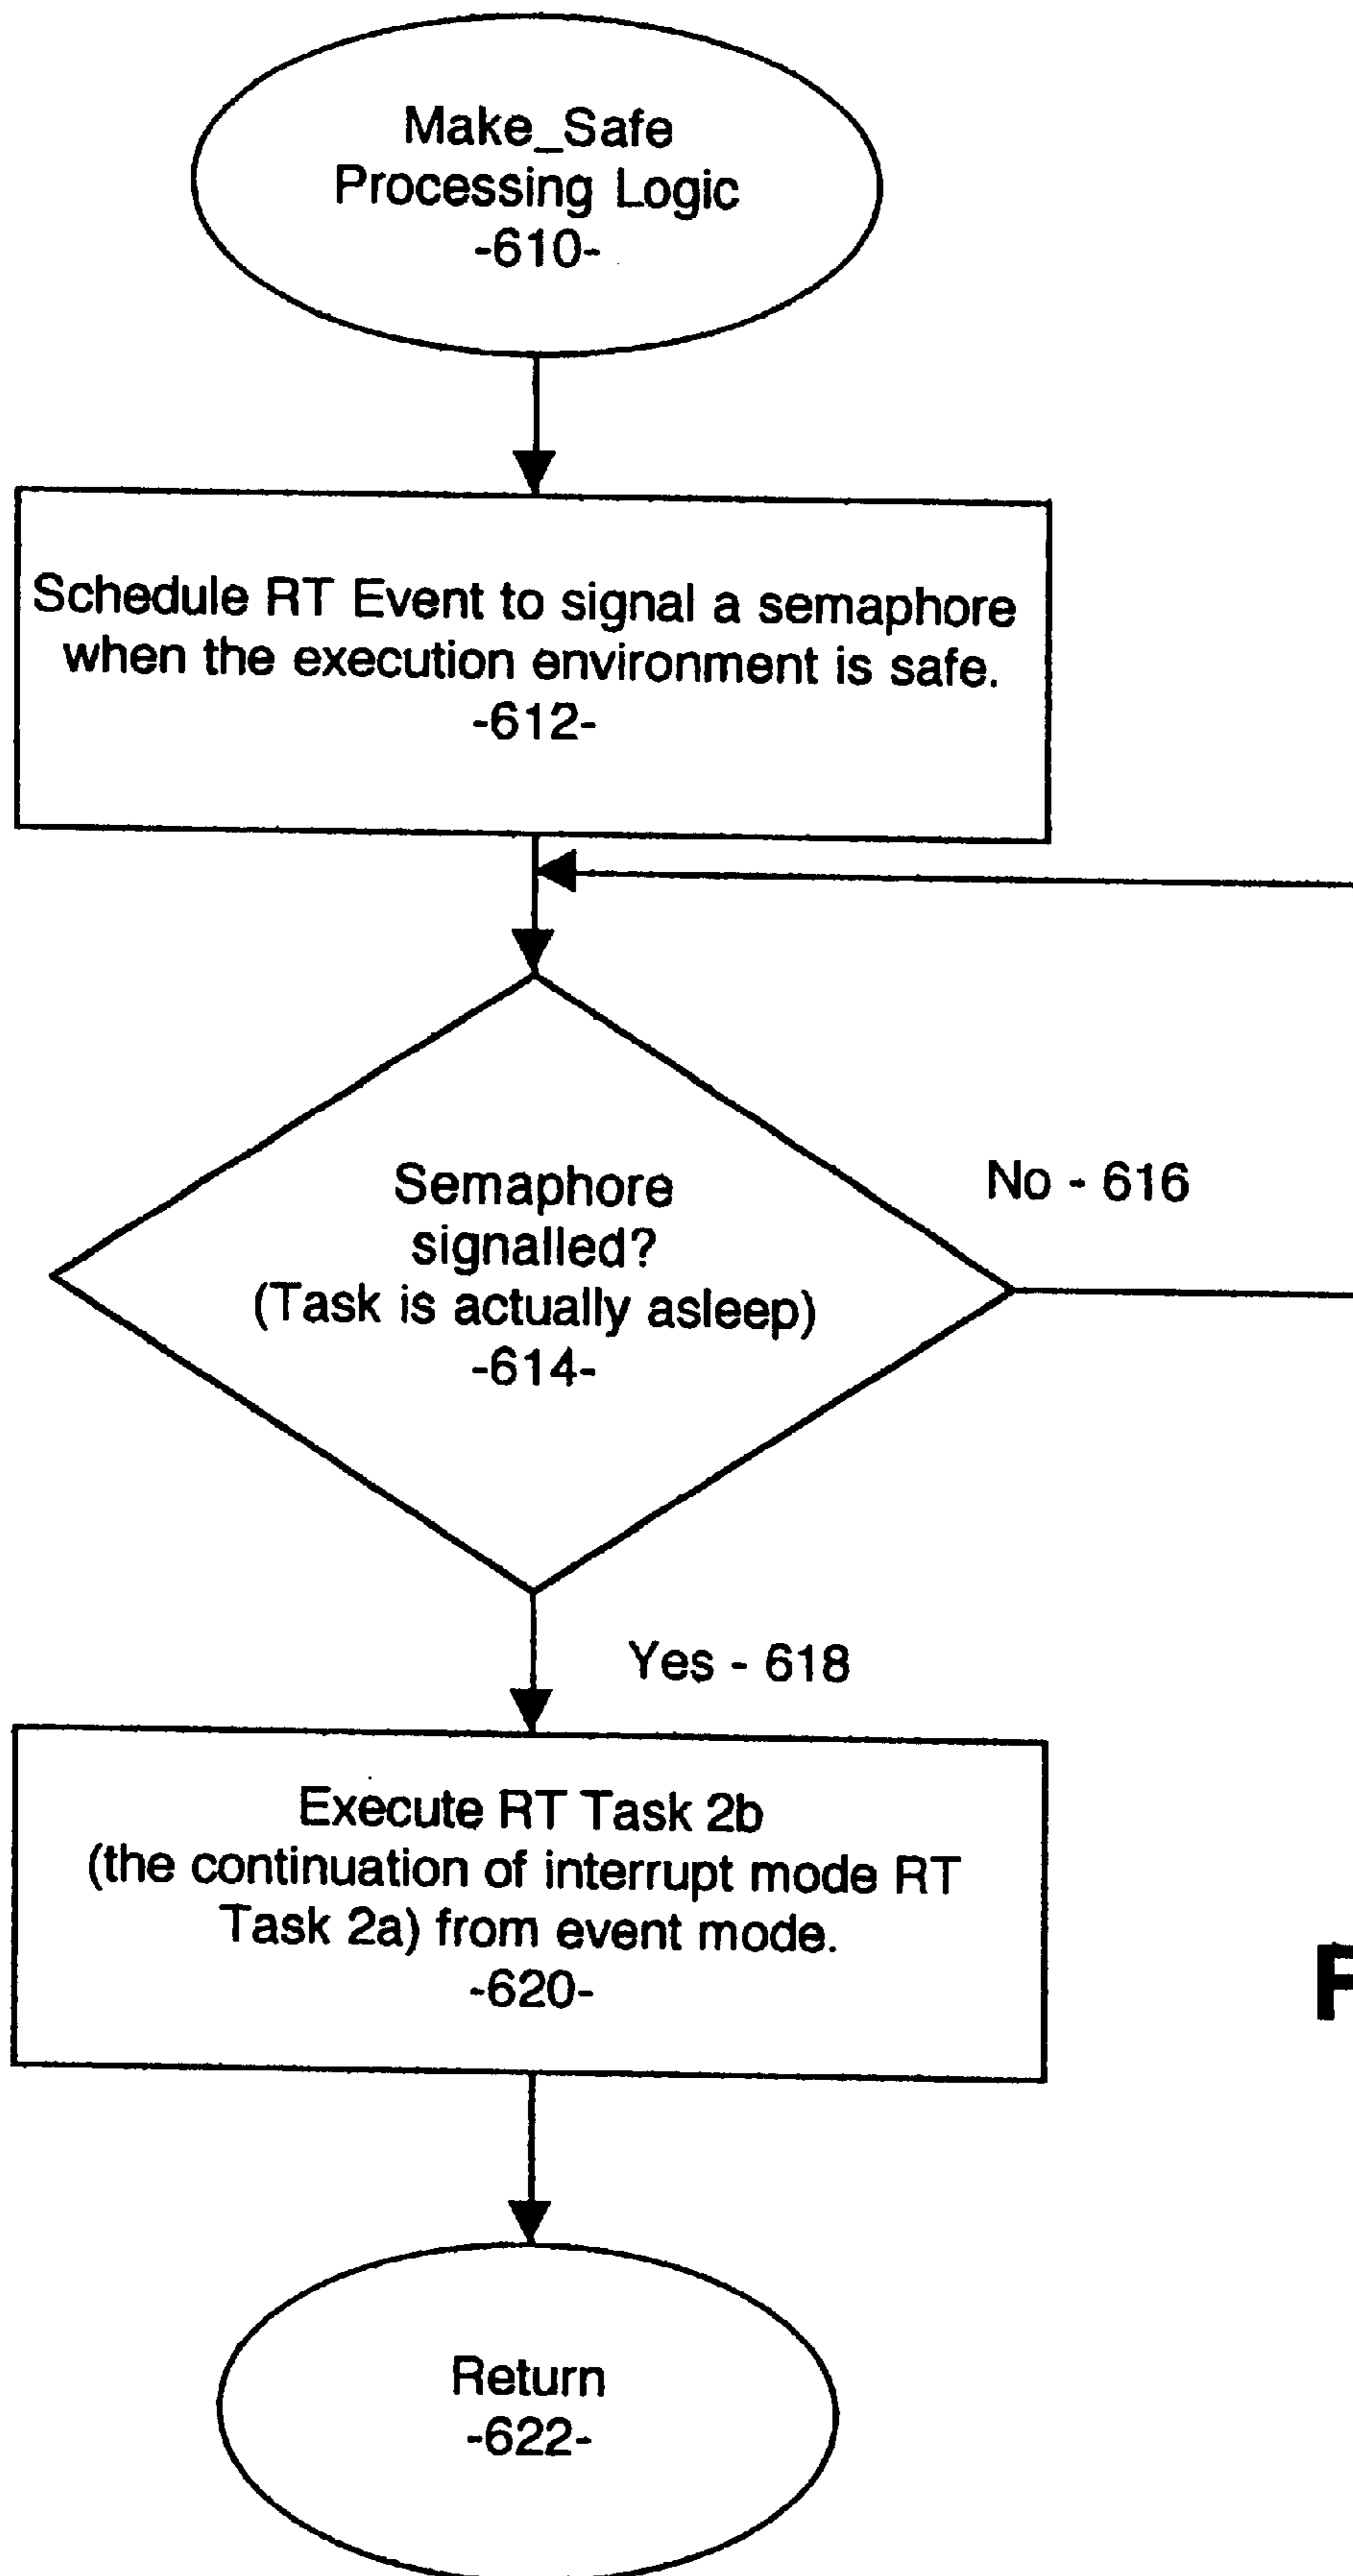 Make_Safe
Processing Logic
-610-
Schedule RT Event to signal a semaphore
when the execution environment is safe.
-612-
Semaphore
signalled?
(Task is actually asleep)
-614-
No - 616
Yes - 618
Execute RT Task 2b
(the continuation of interrupt mode RT
Task 2a) from event mode.
-620-
Return
-622-